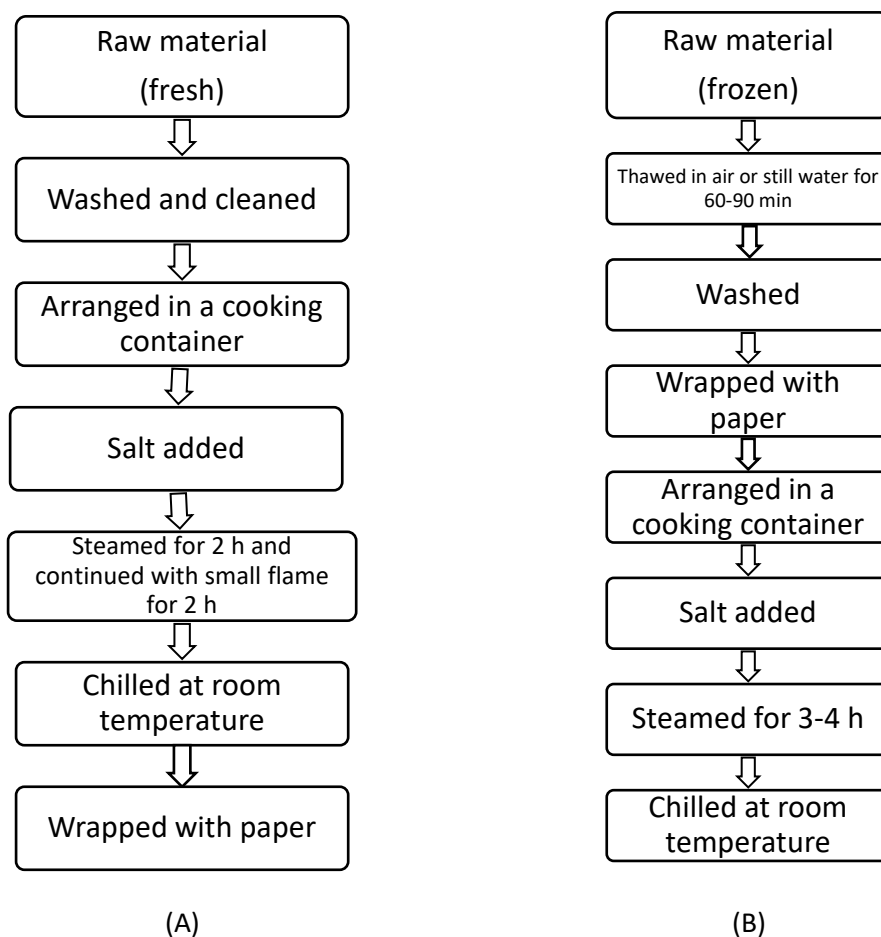 Raw material
(fresh)
Washed and cleaned
Arranged in a cooking
container
Salt added
Steamed for 2 h and
continued with small flame
for 2 h
Chilled at room
temperature
Wrapped with paper
(A)
Raw material
(frozen)
Thawed in air or still water for
60-90 min
Washed
Wrapped with
paper
Arranged in a
cooking container
Salt added
Steamed for 3-4 h
Chilled at room
temperature
(B)